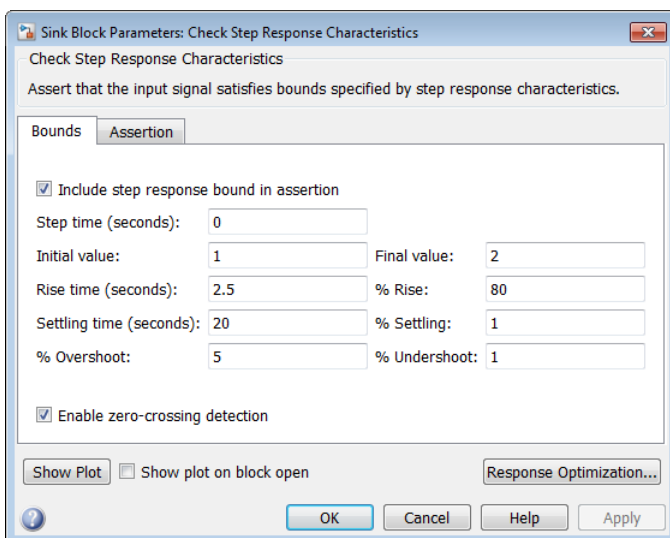 Sink Block Parameters: Check Step Response Characteristics
Check Step Response Characteristics
Assert that the input signal satisfies bounds specified by step response characteristics.
Bounds Assertion
Include step response bound in assertion
Step time (seconds): 0
Initial value: 1 Final value: 2
Rise time (seconds): 2.5 % Rise: 80
Settling time (seconds): 20 % Settling: 1
% Overshoot: 5 % Undershoot: 1
Enable zero-crossing detection
Show Plot Show plot on block open Response Optimization...
? OK Cancel Help Apply